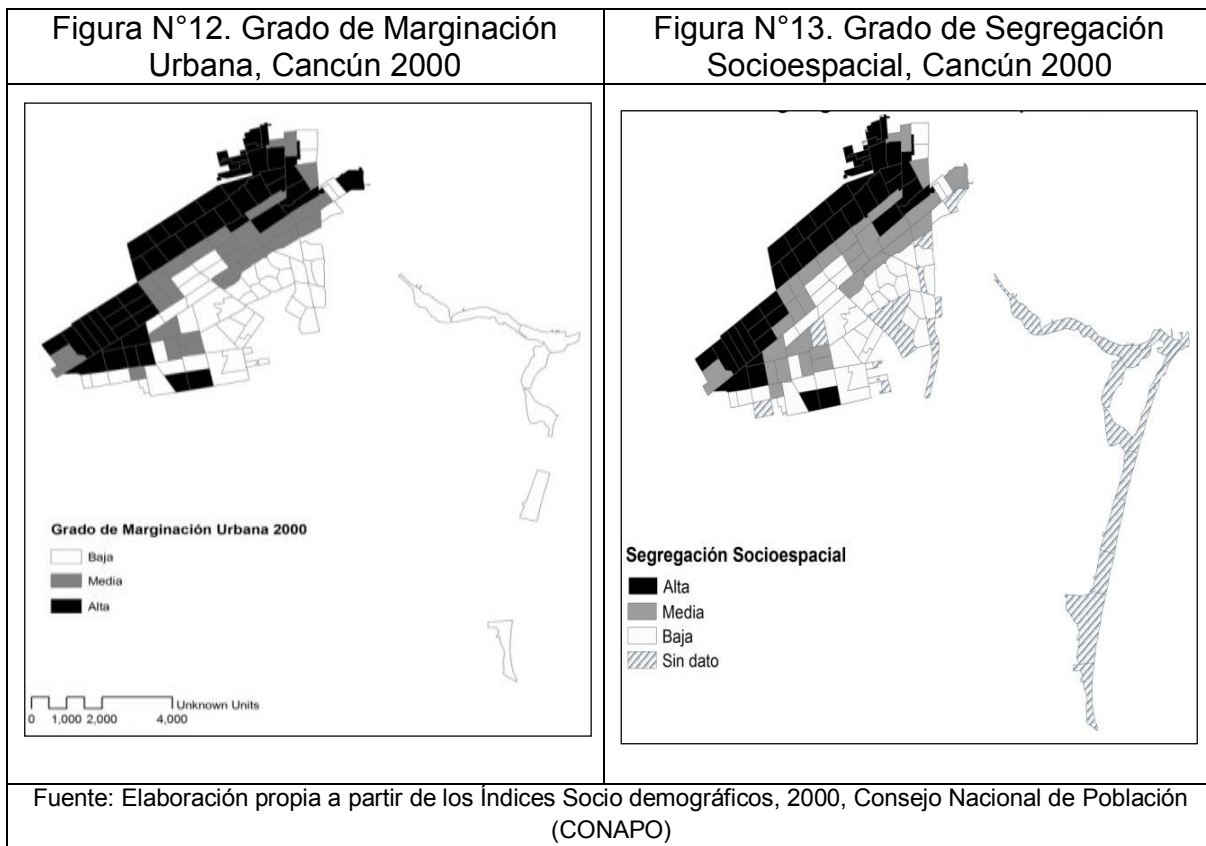 Figura N°12. Grado de Marginación
Urbana, Cancún 2000
Figura N°13. Grado de Segregación
Socioespacial, Cancún 2000
Grado de Marginación Urbana 2000
Baja
Media
Alta
Unknown Units
0 1,000 2,000 4,000
Segregación Socioespacial
Alta
Media
Baja
Sin dato
Fuente: Elaboración propia a partir de los Índices Socio demográficos, 2000, Consejo Nacional de Población
(CONAPO)